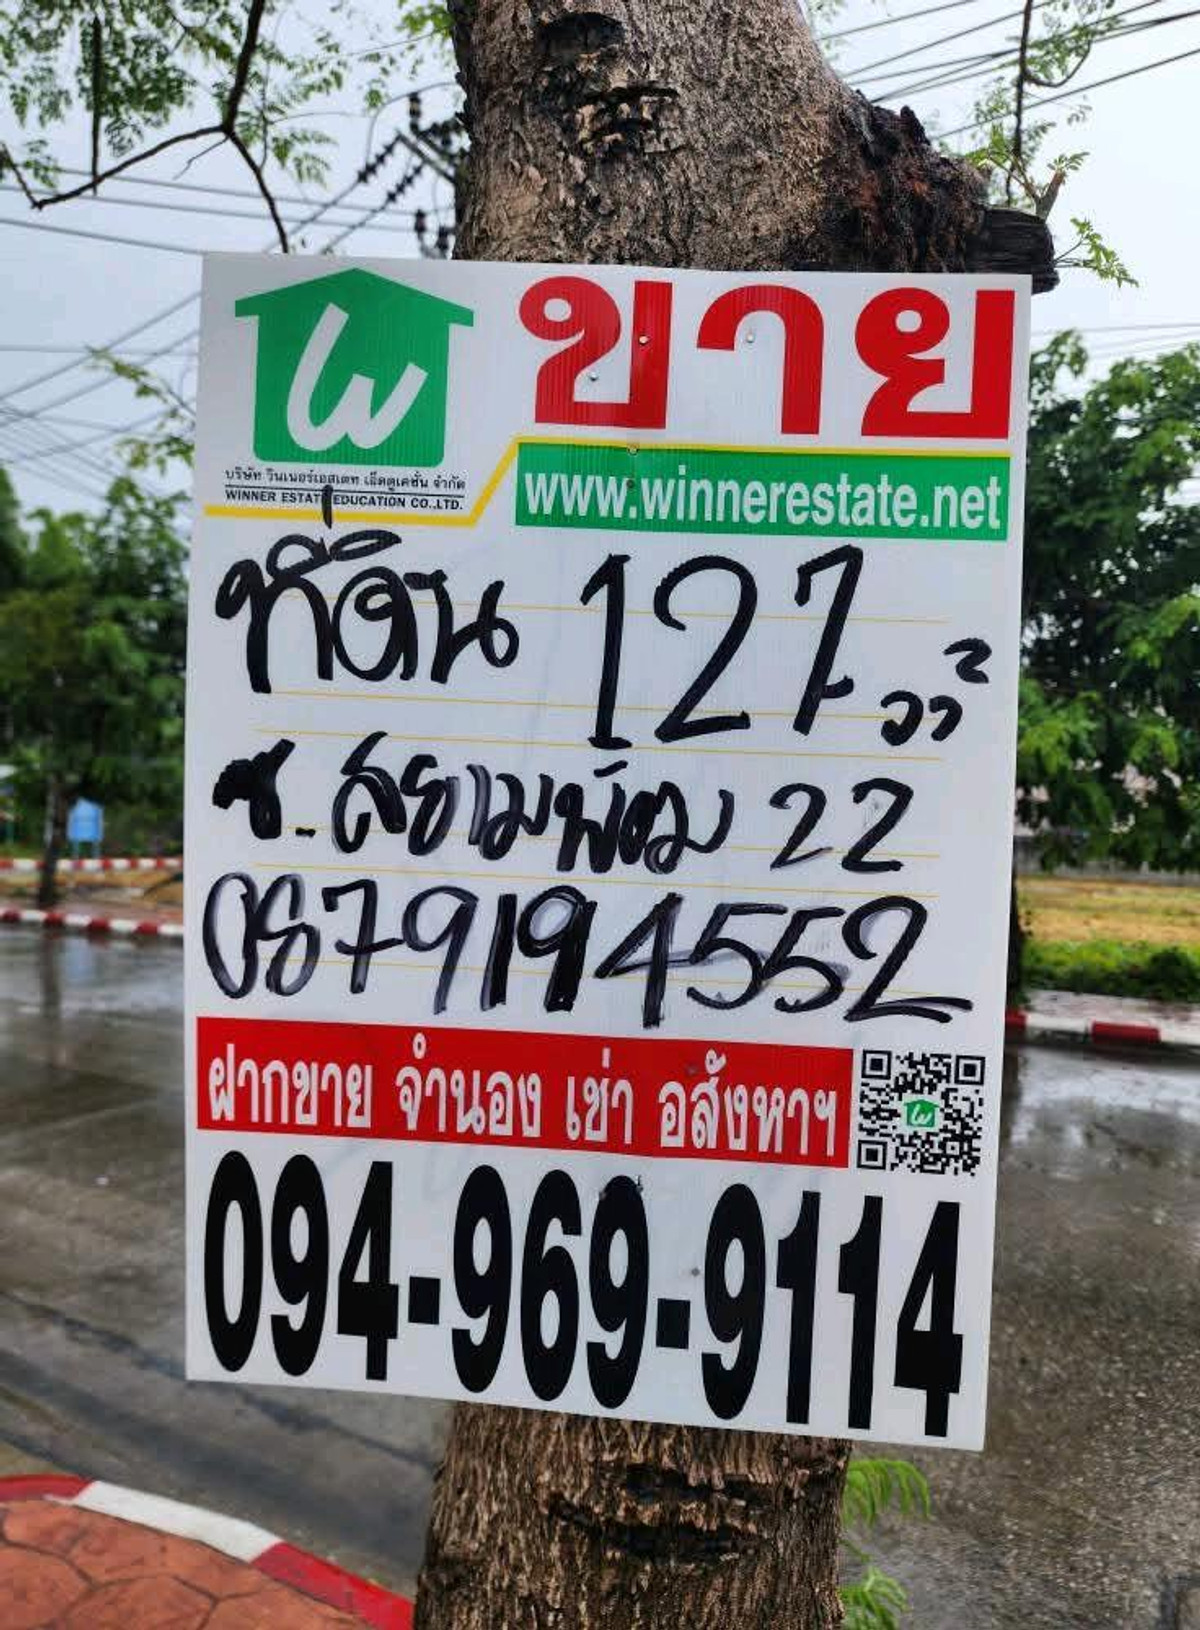 ขาย
บริษัท วินเนอร์เอสเตท เอ็ดดูเคชั่น จำกัด
WINNER ESTATE EDUCATION CO.,LTD.
www.winnerestate.net
ที่ดิน 127 วา²
ซ. สยามพัฒ 22
0879194552
ฝากขาย จำนอง เช่า อสังหาฯ
094-969-9114